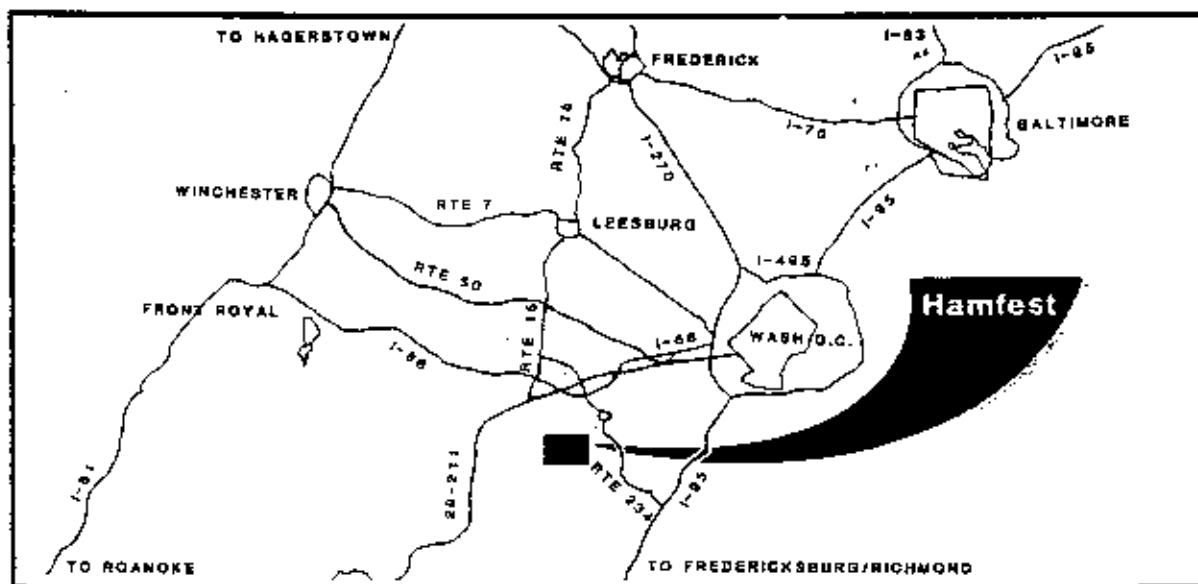 TO HAGERSTOWN
FREDERICK
I-83
I-95
RTE
I-270
I-70
BALTIMORE
WINCHESTER
RTE 7
LEESBURG
I-95
I-495
RTE 50
Hamfest
FRONT ROYAL
RTE 15
I-66
WASH D.C.
I-66
I-81
29-211
RTE 234
I-95
TO ROANOKE
TO FREDERICKSBURG/RICHMOND